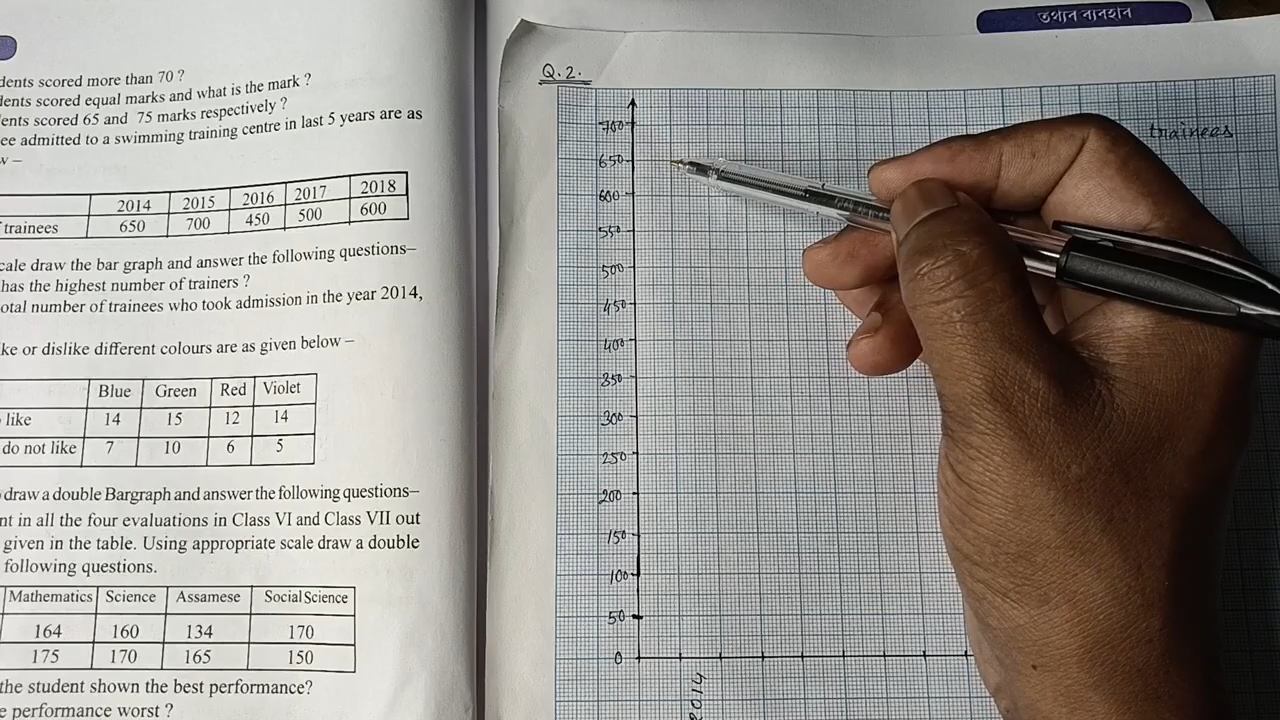 তথ্যৰ ব্যৱহাৰ
dents scored more than 70 ?
dents scored equal marks and what is the mark ?
ents scored 65 and 75 marks respectively ?
ee admitted to a swimming training centre in last 5 years are as
w –
2014 2015 2016 2017 2018
trainees 650 700 450 500 600
cale draw the bar graph and answer the following questions–
has the highest number of trainers ?
otal number of trainees who took admission in the year 2014,
ke or dislike different colours are as given below –
Blue Green Red Violet
like 14 15 12 14
do not like 7 10 6 5
draw a double Bargraph and answer the following questions–
nt in all the four evaluations in Class VI and Class VII out
given in the table. Using appropriate scale draw a double
following questions.
Mathematics Science Assamese Social Science
164 160 134 170
175 170 165 150
the student shown the best performance?
e performance worst ?
Q.2.
trainees
700
650
600
550
500
450
400
350
300
250
200
150
100
50
0
2014